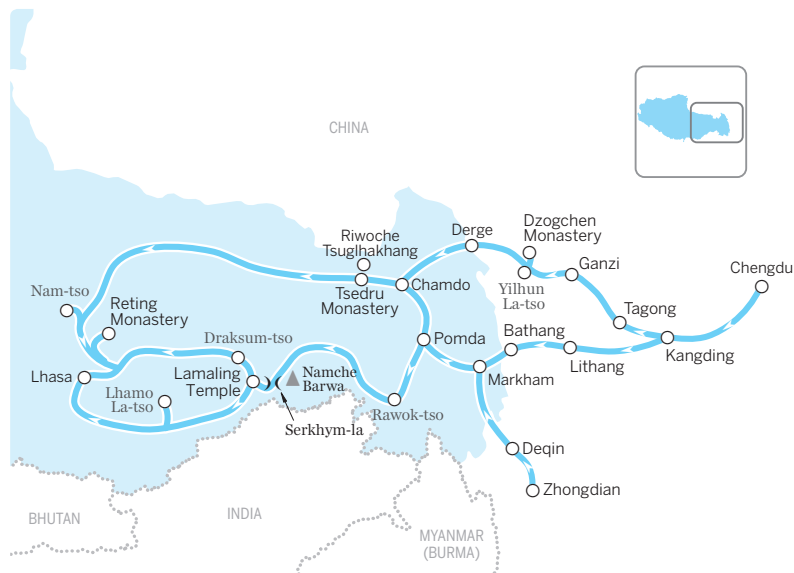 CHINA
Derge
Dzogchen
Monastery
Riwoche
Tsuglhakhang
Yilhun
La-tso
Ganzi
Chengdu
Tsedru
Monastery
Chamdo
Nam-tso
Reting
Monastery
Tagong
Draksum-tso
Pomda
Bathang
Kangding
Lithang
Lhasa
Lamaling
Temple
Namche
Barwa
Markham
Lhamo
La-tso
Rawok-tso
Serkhym-la
Deqin
Zhongdian
BHUTAN
INDIA
MYANMAR
(BURMA)